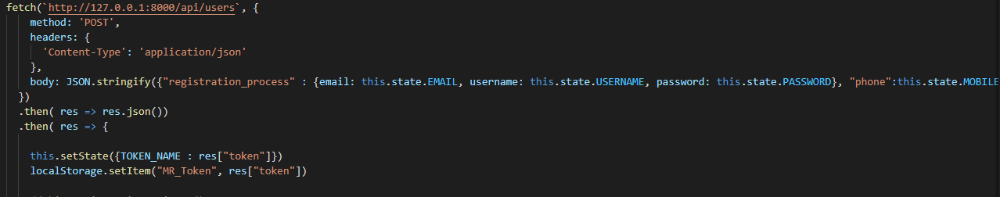 fetch(`http://127.0.0.1:8000/api/users`, {
method: 'POST',
headers: {
'Content-Type': 'application/json'
},
body: JSON.stringify({"registration_process" : {email: this.state.EMAIL, username: this.state.USERNAME, password: this.state.PASSWORD}, "phone":this.state.MOBILE
})
.then( res => res.json())
.then( res => {
this.setState({TOKEN_NAME : res["token"]})
localStorage.setItem("MR_Token", res["token"])